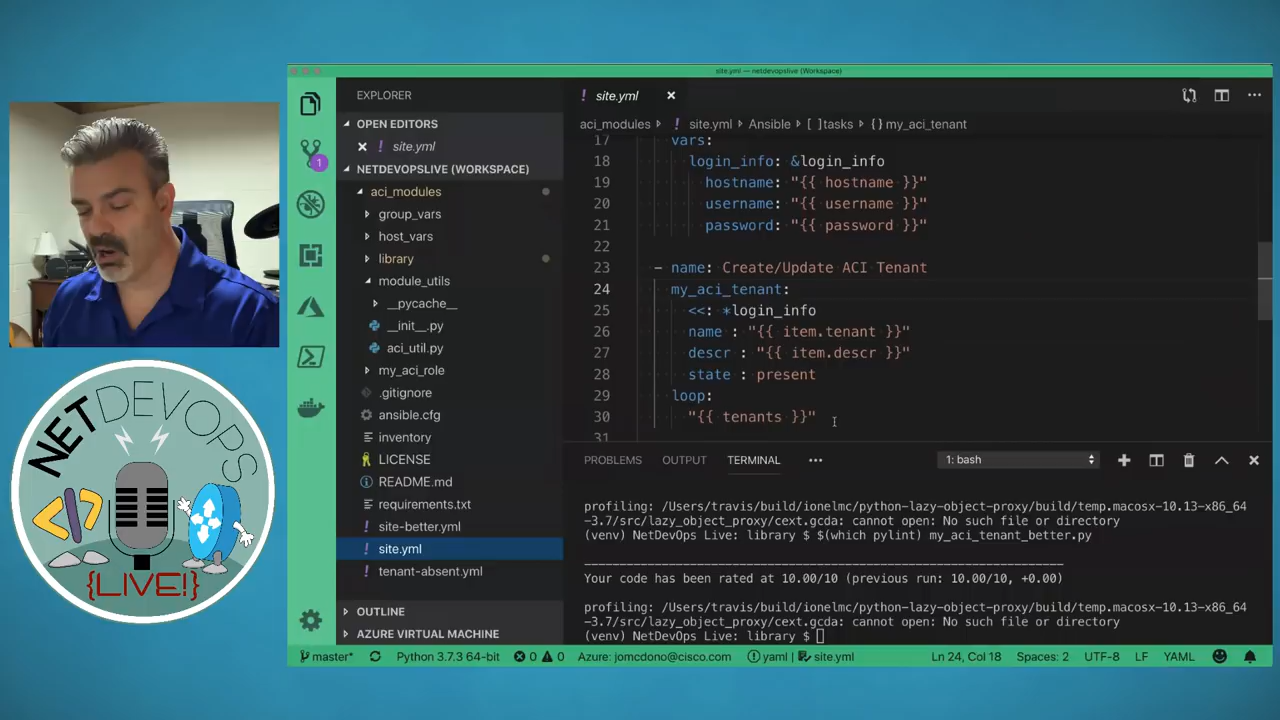 site.yml — netdevopslive (Workspace)
EXPLORER
OPEN EDITORS
site.yml
NETDEVOPSLIVE (WORKSPACE)
aci_modules
group_vars
host_vars
library
module_utils
__pycache__
__init__.py
aci_util.py
my_aci_role
.gitignore
ansible.cfg
inventory
LICENSE
README.md
requirements.txt
site-better.yml
site.yml
tenant-absent.yml
OUTLINE
AZURE VIRTUAL MACHINE
1
! site.yml
aci_modules ! site.yml Ansible [ ]tasks { } my_aci_tenant
17 vars:
18 login_info: &login_info
19 hostname: "{{ hostname }}"
20 username: "{{ username }}"
21 password: "{{ password }}"
22
23 - name: Create/Update ACI Tenant
24 my_aci_tenant:
25 <<: *login_info
26 name : "{{ item.tenant }}"
27 descr : "{{ item.descr }}"
28 state : present
29 loop:
30 "{{ tenants }}"
31
PROBLEMS OUTPUT TERMINAL 1: bash
profiling: /Users/travis/build/ionelmc/python-lazy-object-proxy/build/temp.macosx-10.13-x86_64
-3.7/src/lazy_object_proxy/cext.gcda: cannot open: No such file or directory
(venv) NetDevOps Live: library $ $(which pylint) my_aci_tenant_better.py
--------------------------------------------------------------------
Your code has been rated at 10.00/10 (previous run: 10.00/10, +0.00)
profiling: /Users/travis/build/ionelmc/python-lazy-object-proxy/build/temp.macosx-10.13-x86_64
-3.7/src/lazy_object_proxy/cext.gcda: cannot open: No such file or directory
(venv) NetDevOps Live: library $
master* Python 3.7.3 64-bit 0 0 Azure: jomcdono@cisco.com yaml | site.yml Ln 24, Col 18 Spaces: 2 UTF-8 LF YAML
NETDEVOPS
</>
{LIVE!}